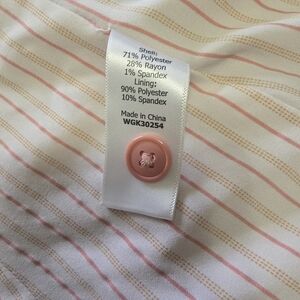 Shell:
71% Polyester
28% Rayon
1% Spandex
Lining:
90% Polyester
10% Spandex
Made in China
WGK30254